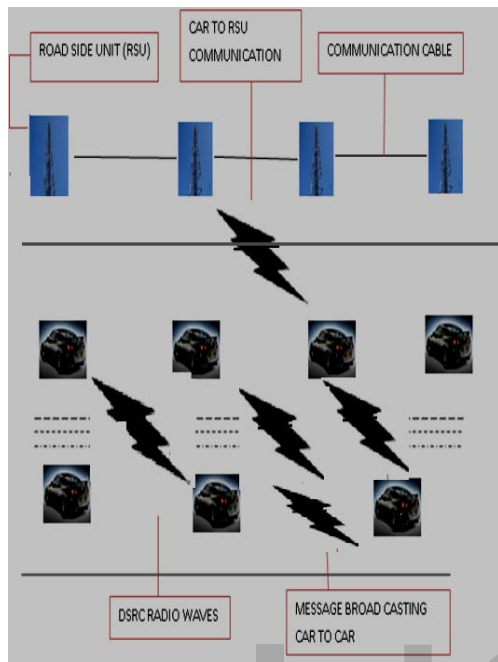 CAR TO RSU
COMMUNICATION
ROAD SIDE UNIT (RSU)
COMMUNICATION CABLE
DSRC RADIO WAVES
MESSAGE BROAD CASTING
CAR TO CAR